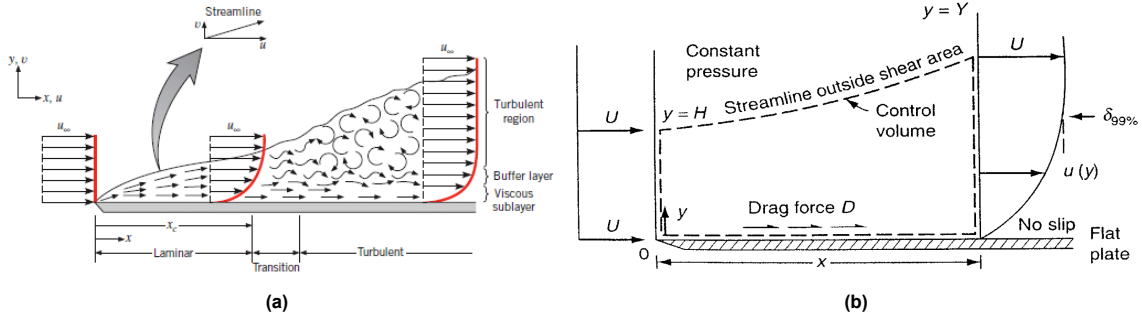 Streamline
v
u
y, v
x, u
u∞
u∞
u∞
Turbulent
region
Buffer layer
Viscous
sublayer
x_c
x
Laminar
Transition
Turbulent
(a)
y = Y
Constant
pressure
U
Streamline outside shear area
y = H
Control
volume
U
δ99%
u (y)
y
Drag force D
U
No slip
Flat
plate
0
x
(b)